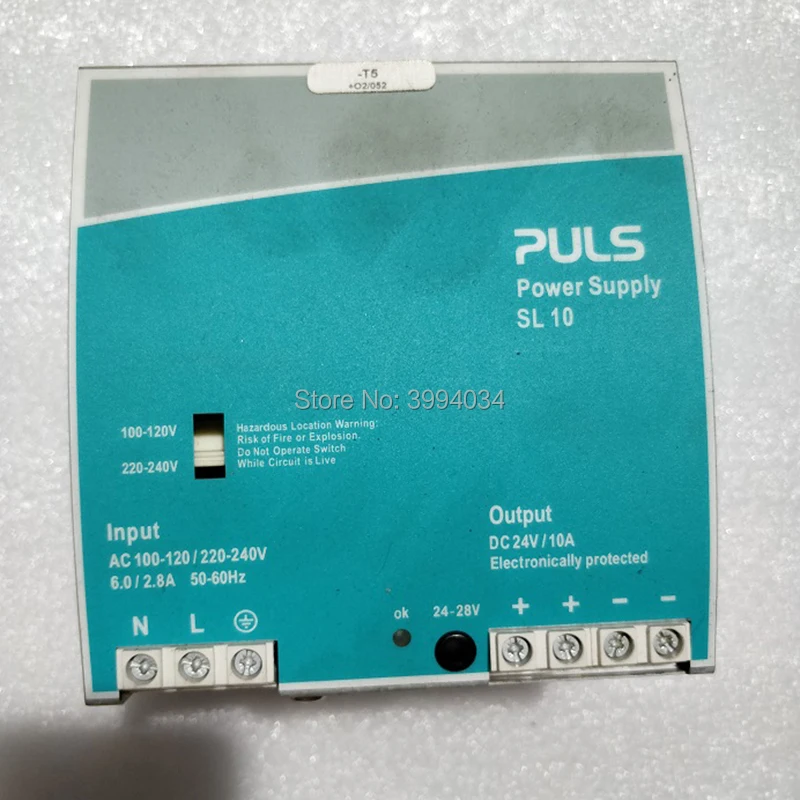 -T5
+O2/052
PULS
Power Supply
SL 10
Store No: 3994034
100-120V
220-240V
Hazardous Location Warning:
Risk of Fire or Explosion.
Do Not Operate Switch
While Circuit is Live
Input
AC 100-120 / 220-240V
6.0 / 2.8A 50-60Hz
N L
Output
DC 24V / 10A
Electronically protected
ok 24-28V
+ + − −